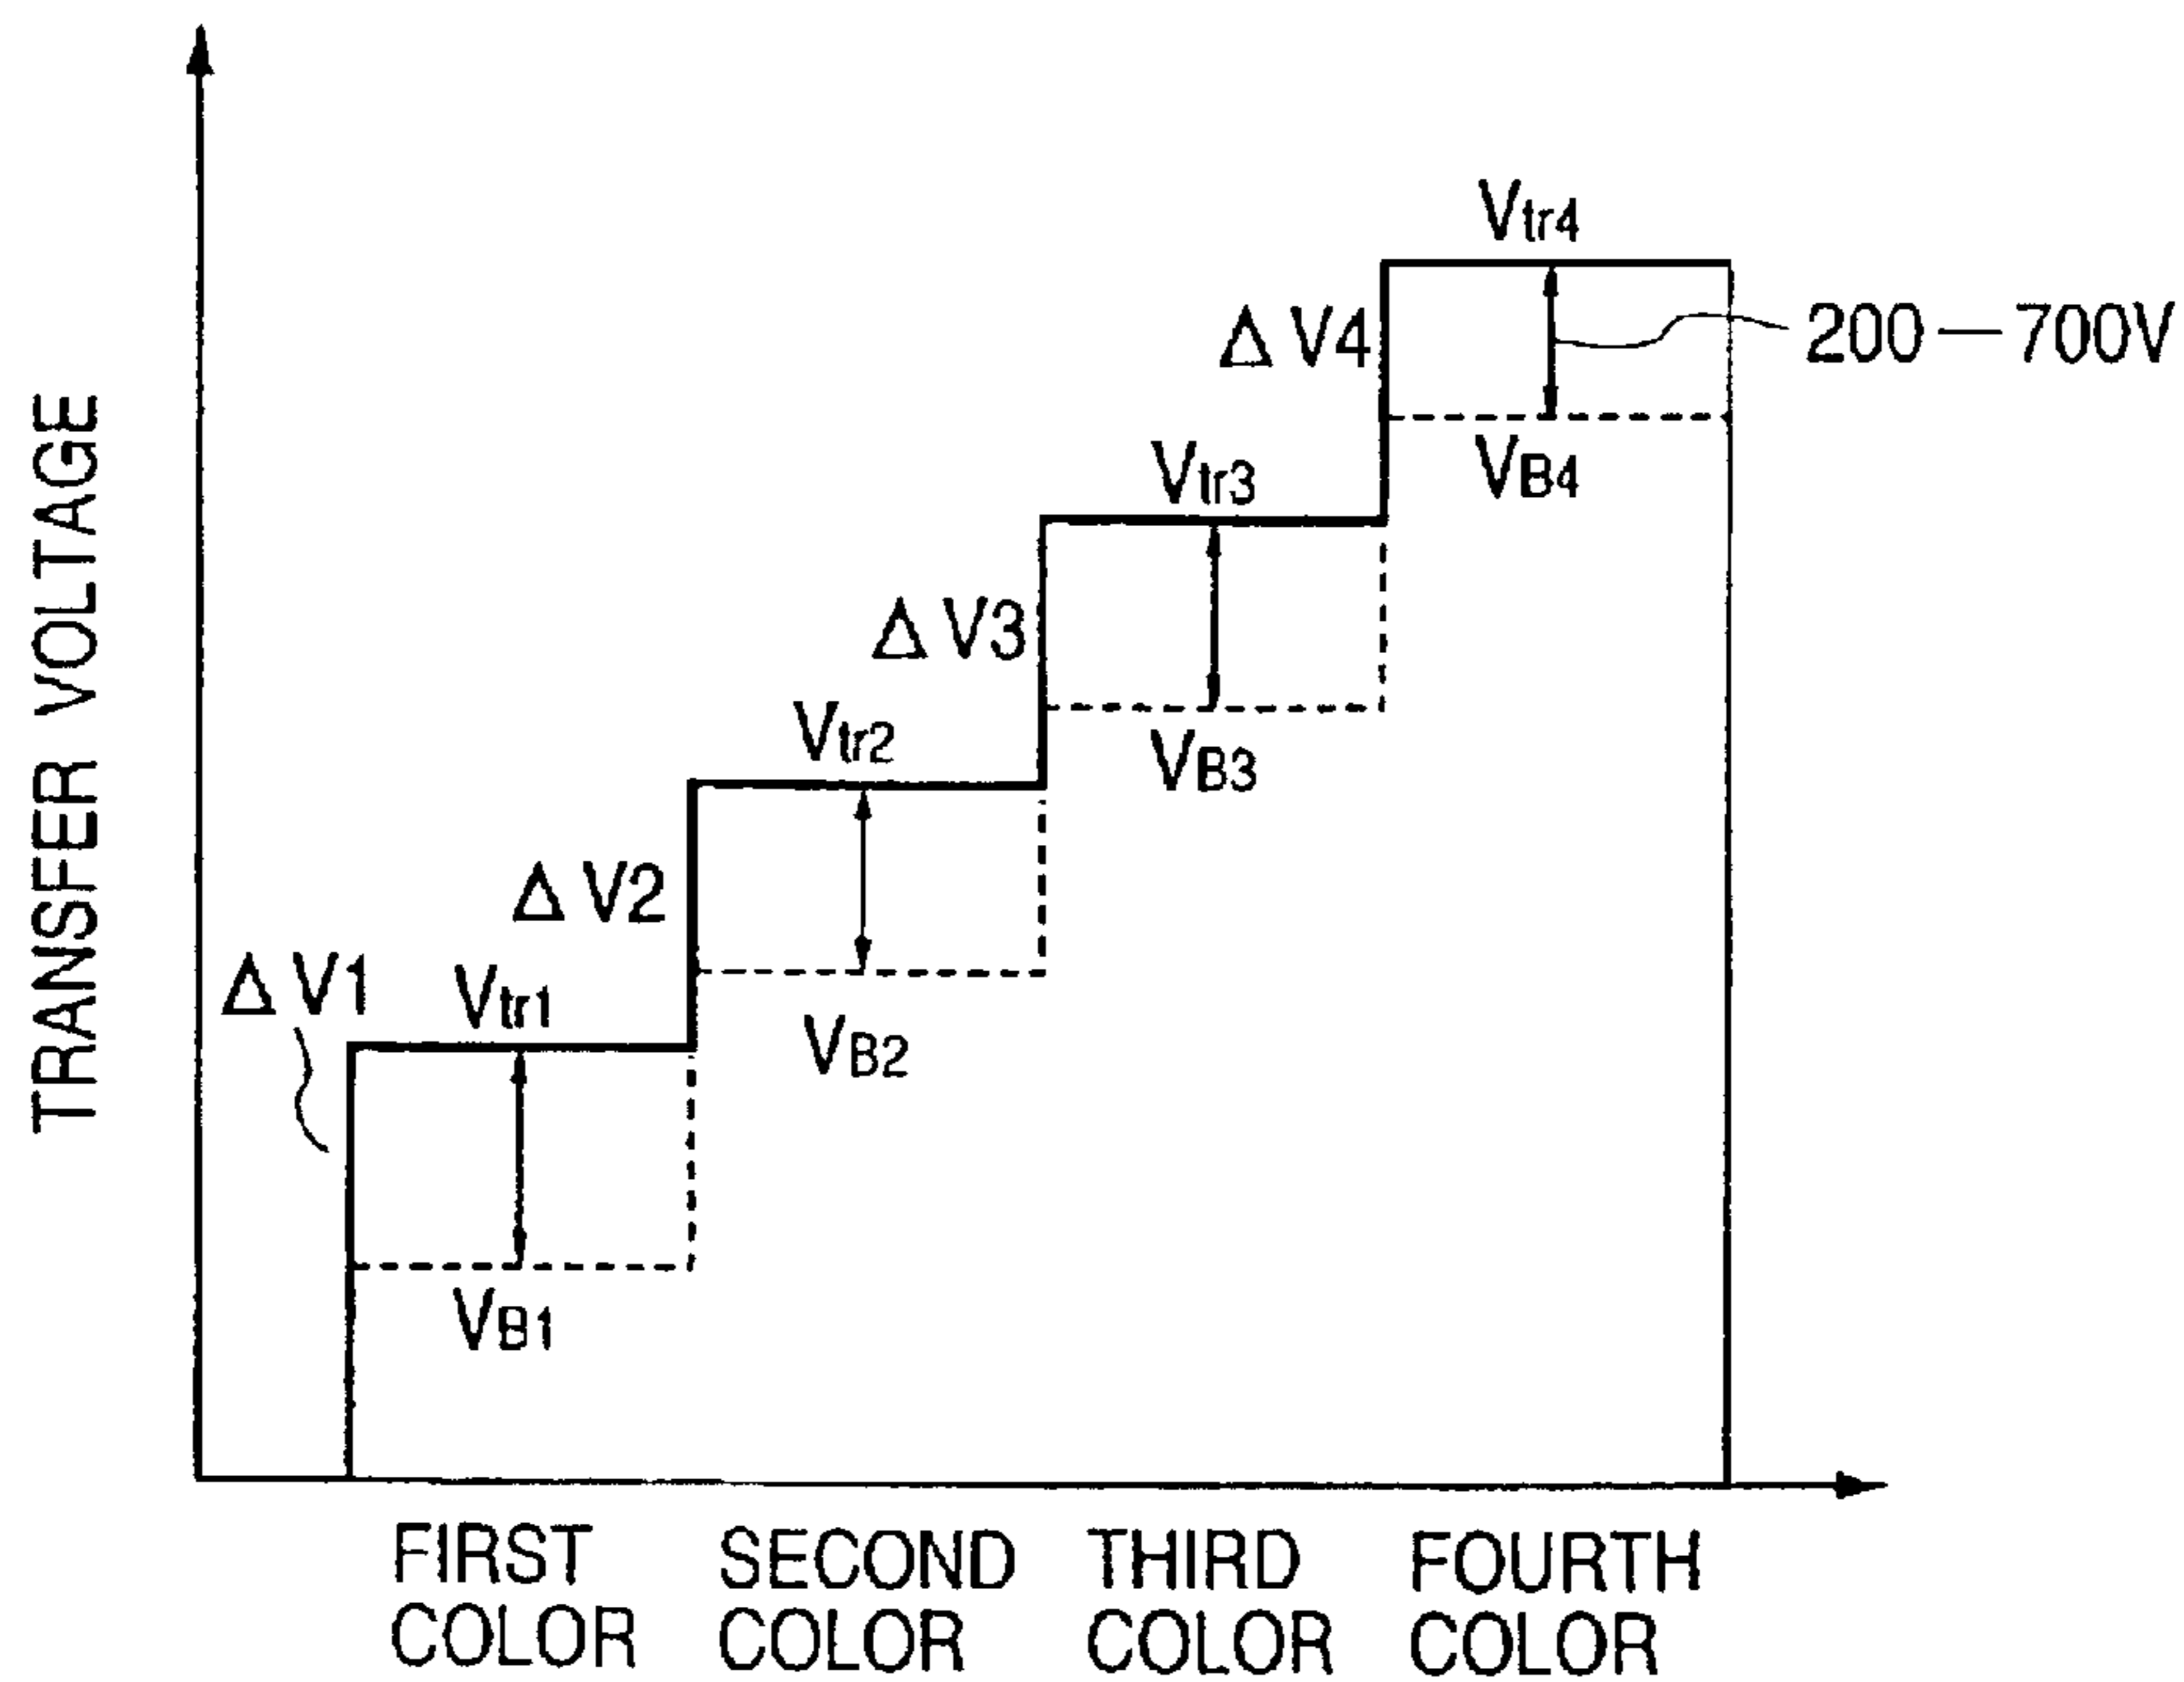 TRANSFER VOLTAGE
Vtr4
ΔV4
200—700V
VB4
Vtr3
ΔV3
VB3
Vtr2
ΔV2
VB2
ΔV1
Vtr1
VB1
FIRST COLOR
SECOND COLOR
THIRD COLOR
FOURTH COLOR